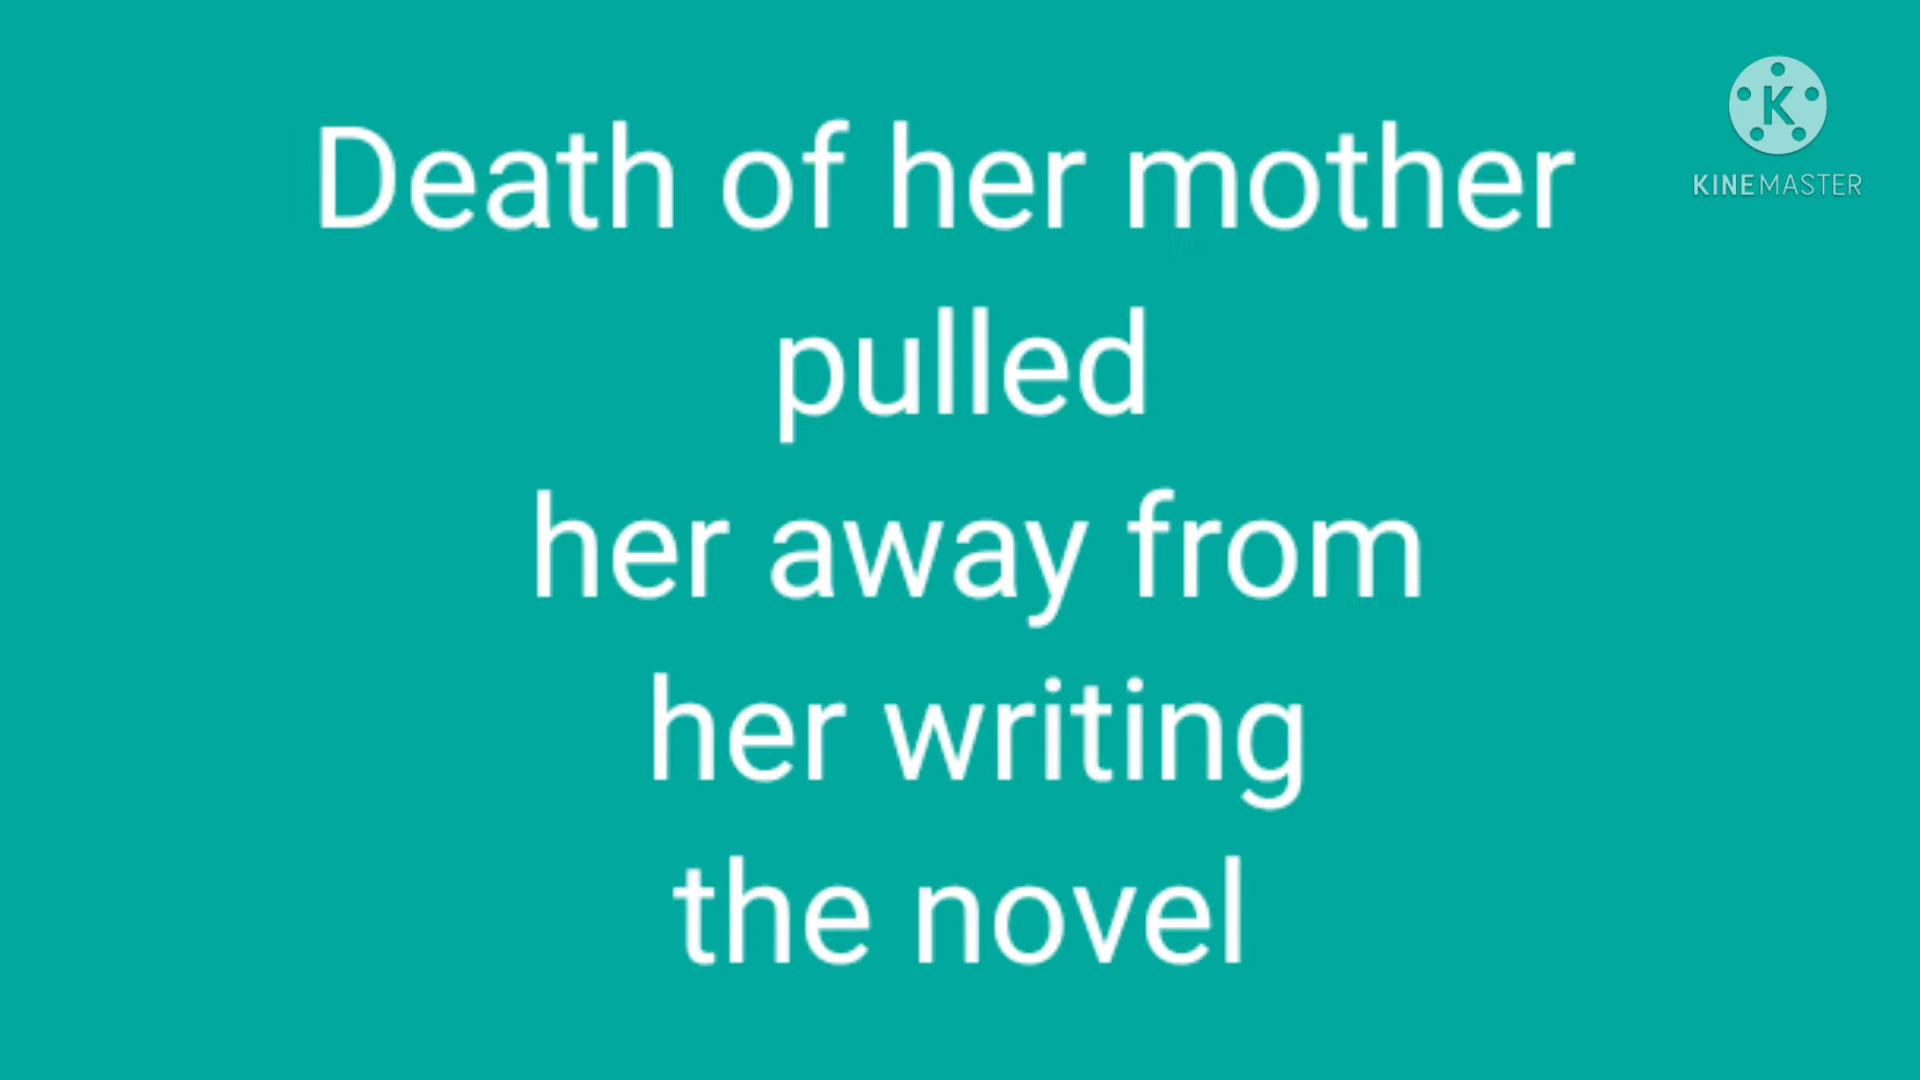 Death of her mother
pulled
her away from
her writing
the novel
K
KINEMASTER